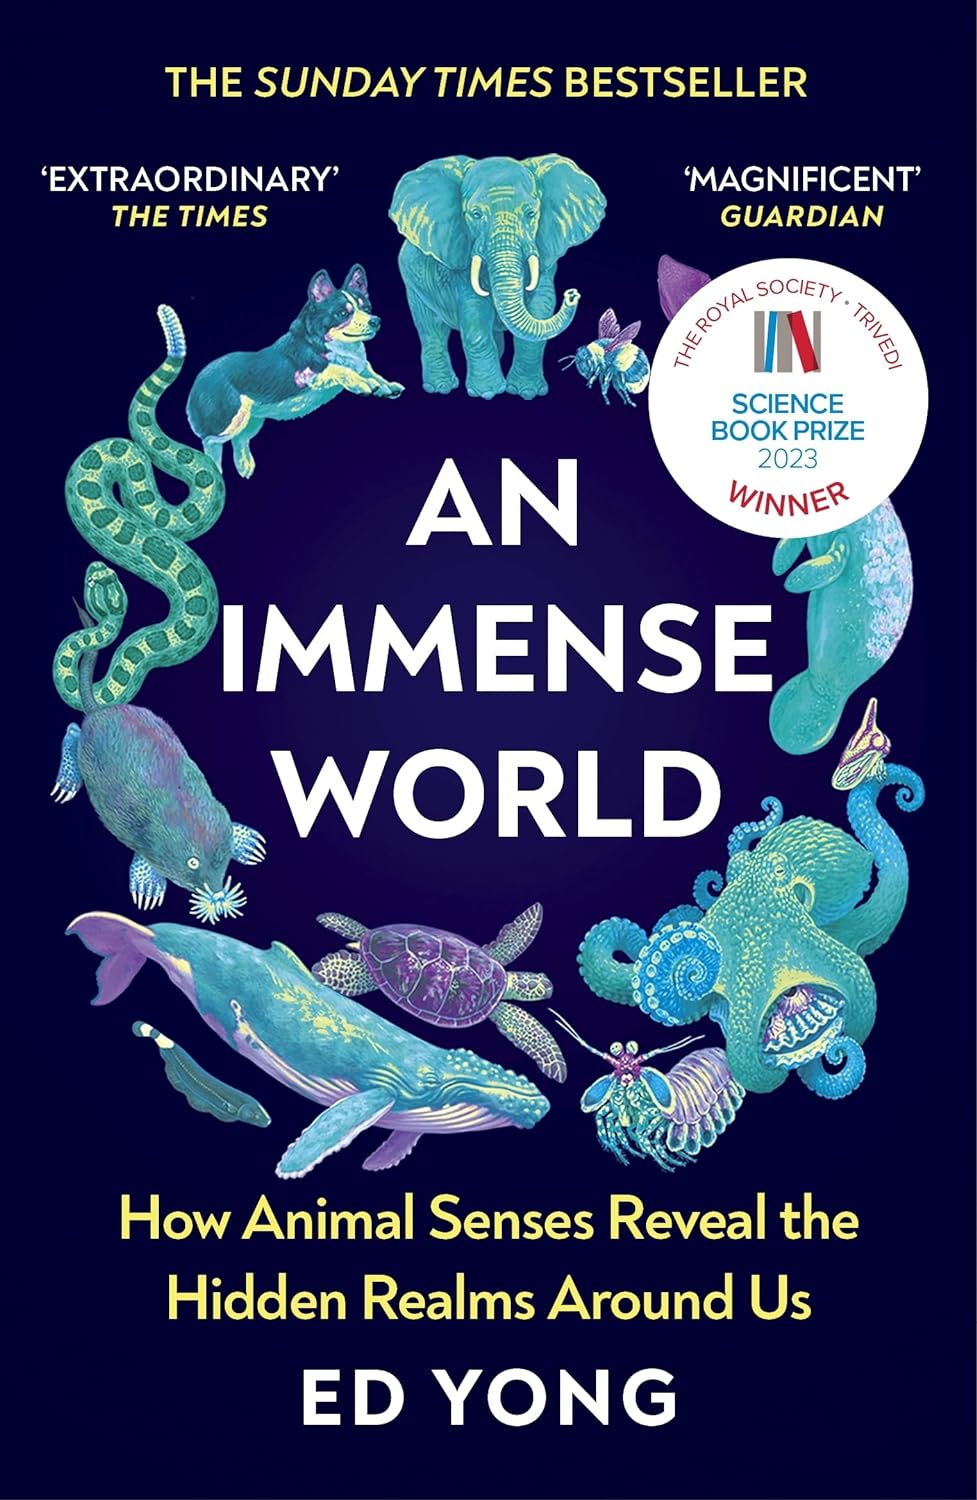 THE SUNDAY TIMES BESTSELLER
‘EXTRAORDINARY’
THE TIMES
‘MAGNIFICENT’
GUARDIAN
THE ROYAL SOCIETY • TRIVEDI
SCIENCE
BOOK PRIZE
2023
WINNER
AN
IMMENSE
WORLD
How Animal Senses Reveal the
Hidden Realms Around Us
ED YONG